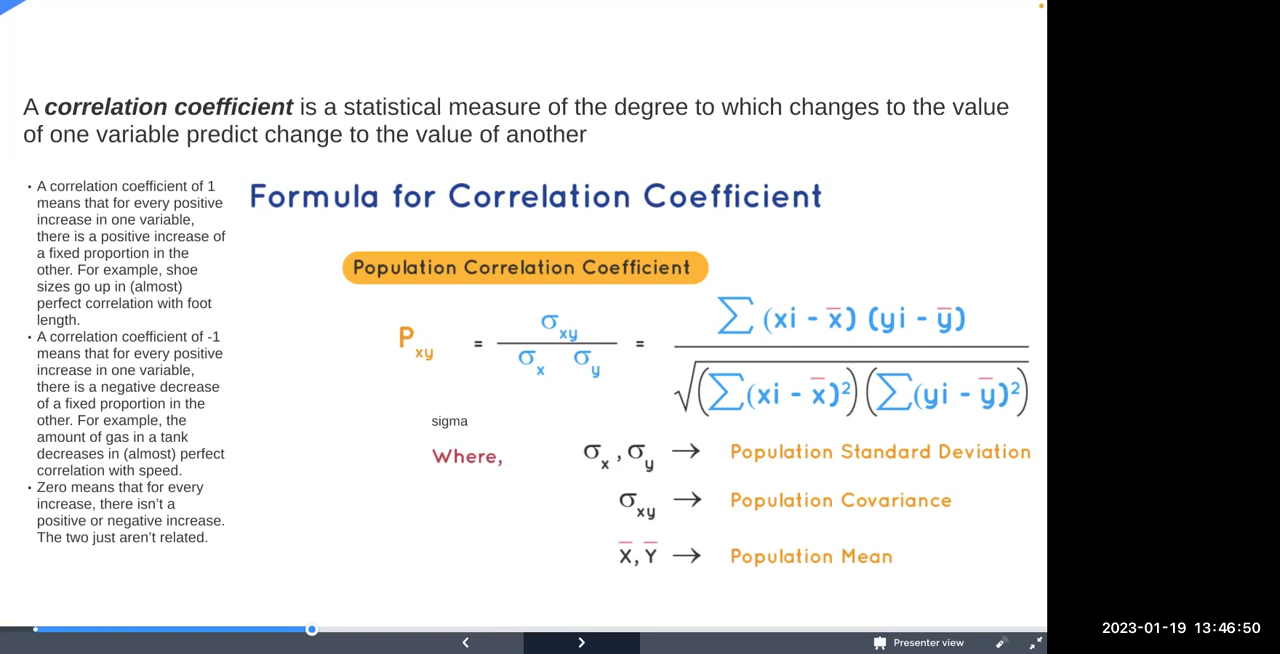 A correlation coefficient is a statistical measure of the degree to which changes to the value
of one variable predict change to the value of another
• A correlation coefficient of 1
means that for every positive
increase in one variable,
there is a positive increase of
a fixed proportion in the
other. For example, shoe
sizes go up in (almost)
perfect correlation with foot
length.
• A correlation coefficient of -1
means that for every positive
increase in one variable,
there is a negative decrease
of a fixed proportion in the
other. For example, the
amount of gas in a tank
decreases in (almost) perfect
correlation with speed.
• Zero means that for every
increase, there isn’t a
positive or negative increase.
The two just aren’t related.
Formula for Correlation Coefficient
Population Correlation Coefficient
P xy = σ xy / σ x σ y = ∑ (xi - x̅) (yi - y̅) / √(∑(xi - x̅)²)(∑(yi - y̅)²)
sigma
Where, σ x , σ y → Population Standard Deviation
σ xy → Population Covariance
X̅, Y̅ → Population Mean
Presenter view
2023-01-19 13:46:50